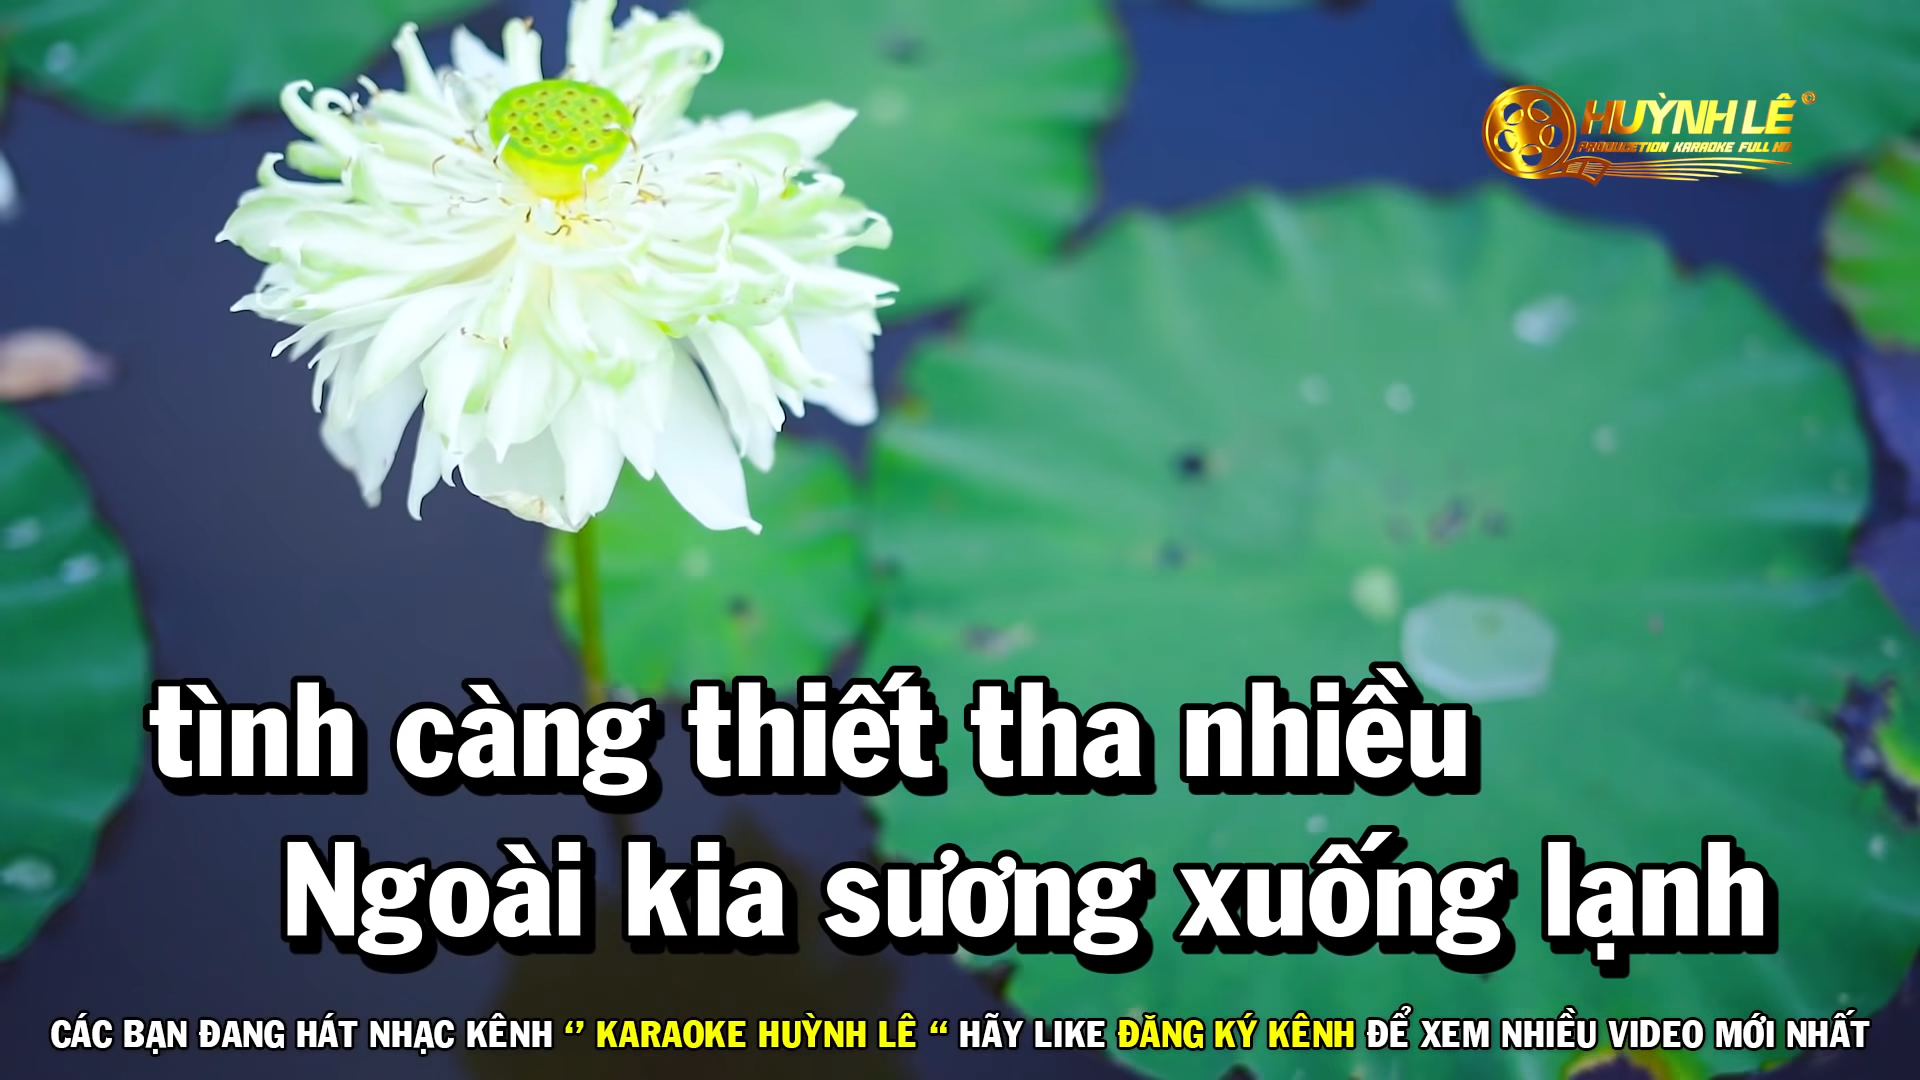 HUỲNH LÊ ©
PRODUCETION KARAOKE FULL HD
tình càng thiết tha nhiều
Ngoài kia sương xuống lạnh
CÁC BẠN ĐANG HÁT NHẠC KÊNH ‘’ KARAOKE HUỲNH LÊ “ HÃY LIKE ĐĂNG KÝ KÊNH ĐỂ XEM NHIỀU VIDEO MỚI NHẤT